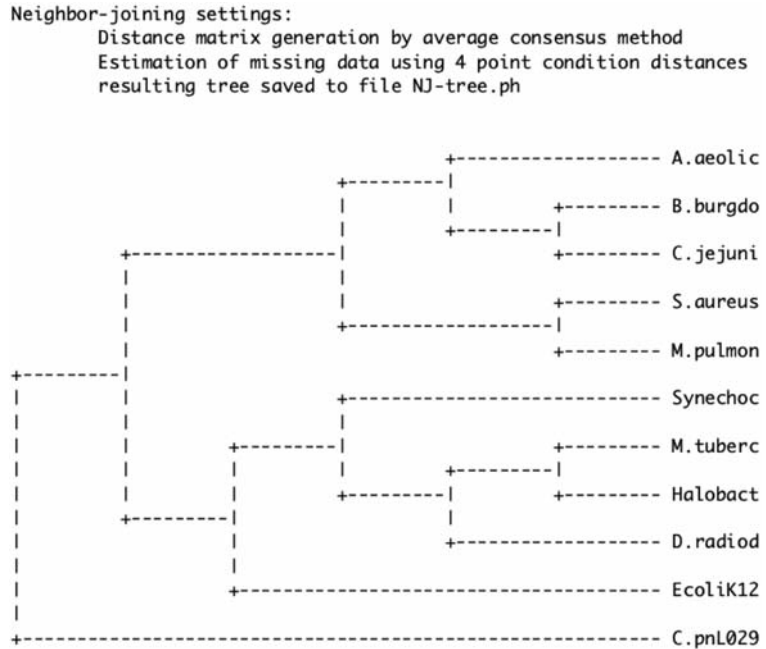 Neighbor-joining settings:
Distance matrix generation by average consensus method
Estimation of missing data using 4 point condition distances
resulting tree saved to file NJ-tree.ph
A.aeolic
B.burgdo
C.jejuni
S.aureus
M.pulmon
Synechoc
M.tuberc
Halobact
D.radiod
EcoliK12
C.pnL029